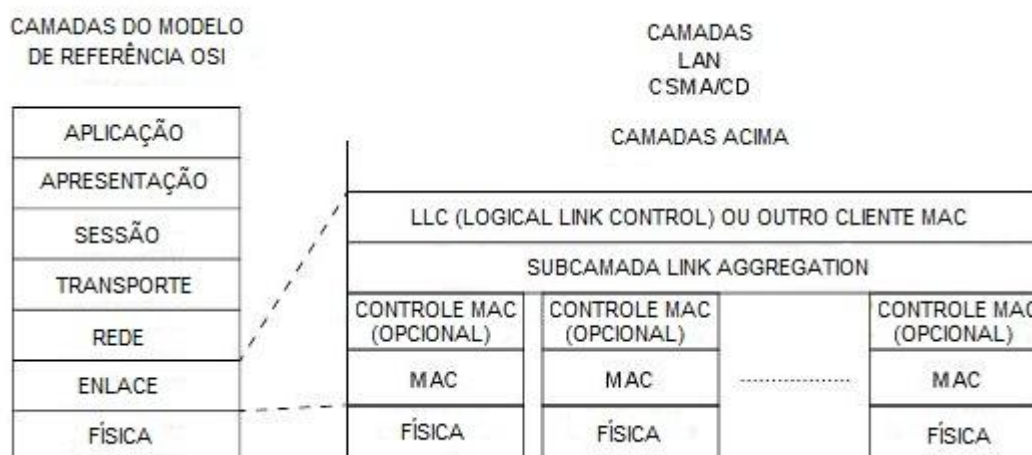 CAMADAS DO MODELO
DE REFERÊNCIA OSI
APLICAÇÃO
APRESENTAÇÃO
SESSÃO
TRANSPORTE
REDE
ENLACE
FÍSICA
CAMADAS
LAN
CSMA/CD
CAMADAS ACIMA
LLC (LOGICAL LINK CONTROL) OU OUTRO CLIENTE MAC
SUBCAMADA LINK AGGREGATION
CONTROLE MAC
(OPCIONAL)
CONTROLE MAC
(OPCIONAL)
CONTROLE MAC
(OPCIONAL)
MAC
MAC
MAC
FÍSICA
FÍSICA
FÍSICA